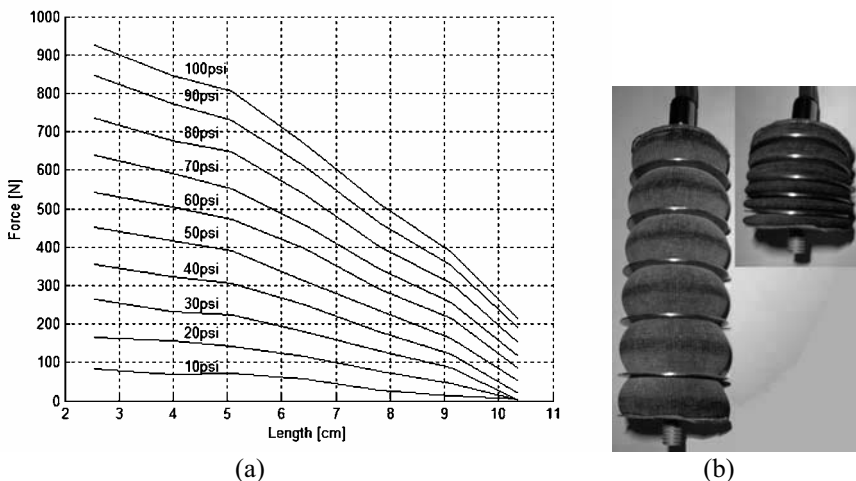 1000
900
800
700
600
500
400
300
200
100
0
Force [N]
100psi
90psi
80psi
70psi
60psi
50psi
40psi
30psi
20psi
10psi
2 3 4 5 6 7 8 9 10 11
Length [cm]
(a)
(b)